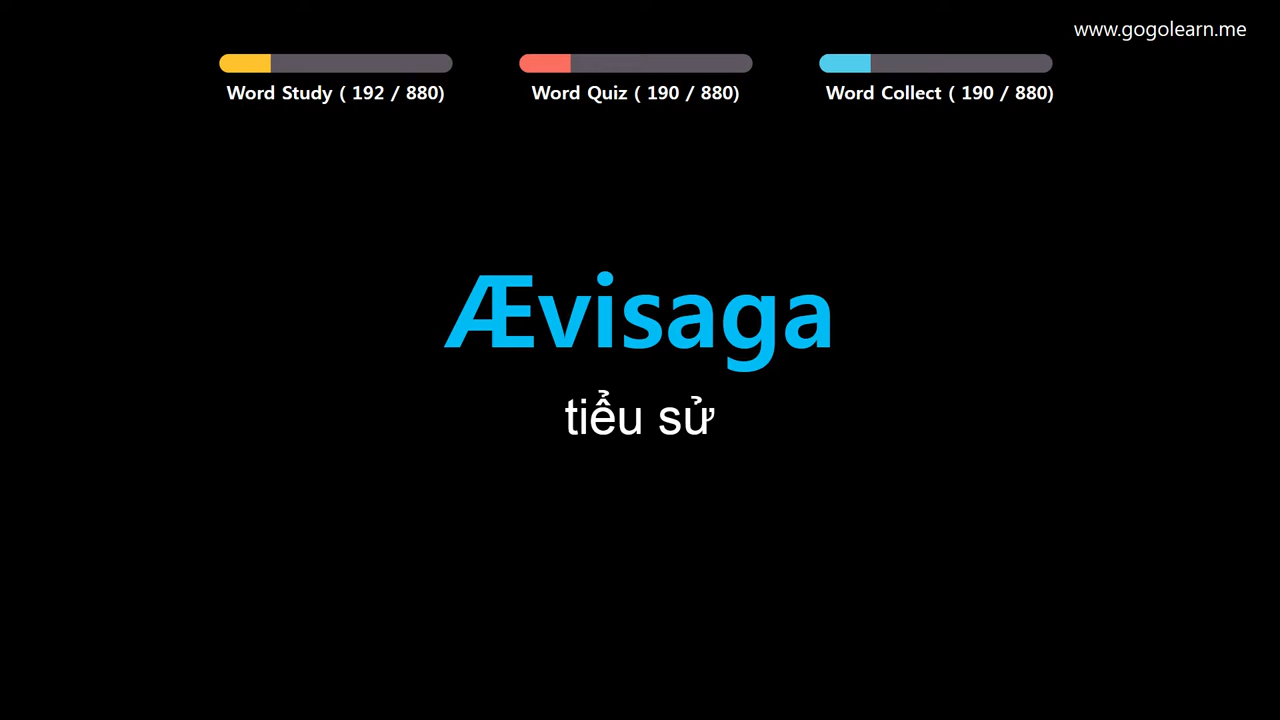 www.gogolearn.me
Word Study ( 192 / 880)
Word Quiz ( 190 / 880)
Word Collect ( 190 / 880)
Ævisaga
tiểu sử